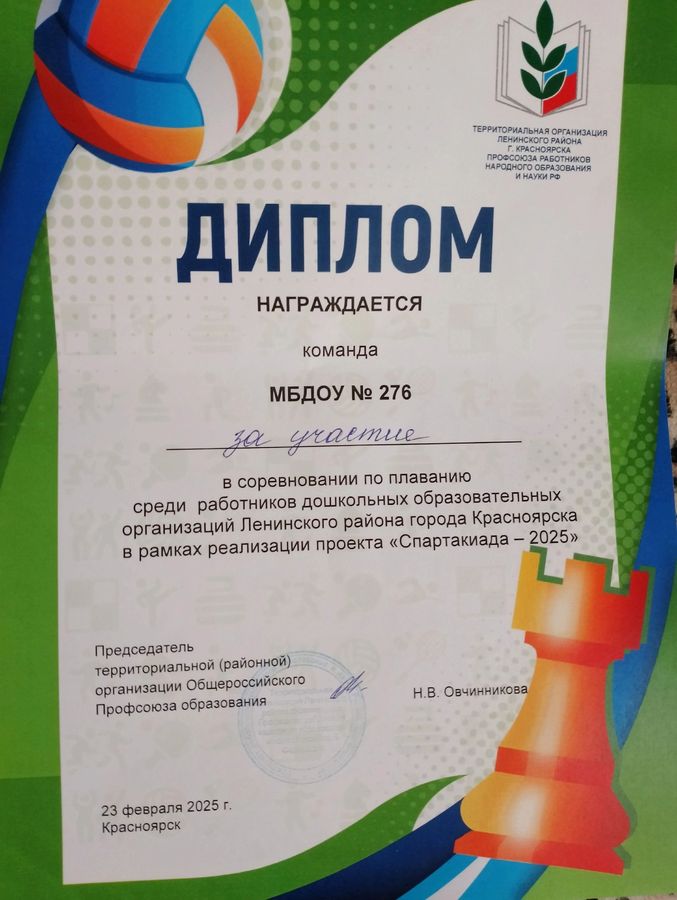 ТЕРРИТОРИАЛЬНАЯ ОРГАНИЗАЦИЯ
ЛЕНИНСКОГО РАЙОНА
Г. КРАСНОЯРСКА
ПРОФСОЮЗА РАБОТНИКОВ
НАРОДНОГО ОБРАЗОВАНИЯ
И НАУКИ РФ
ДИПЛОМ
НАГРАЖДАЕТСЯ
команда
МБДОУ № 276
за участие
в соревновании по плаванию
среди работников дошкольных образовательных
организаций Ленинского района города Красноярска
в рамках реализации проекта «Спартакиада – 2025»
Председатель
территориальной (районной)
организации Общероссийского
Профсоюза образования
Н.В. Овчинникова
23 февраля 2025 г.
Красноярск